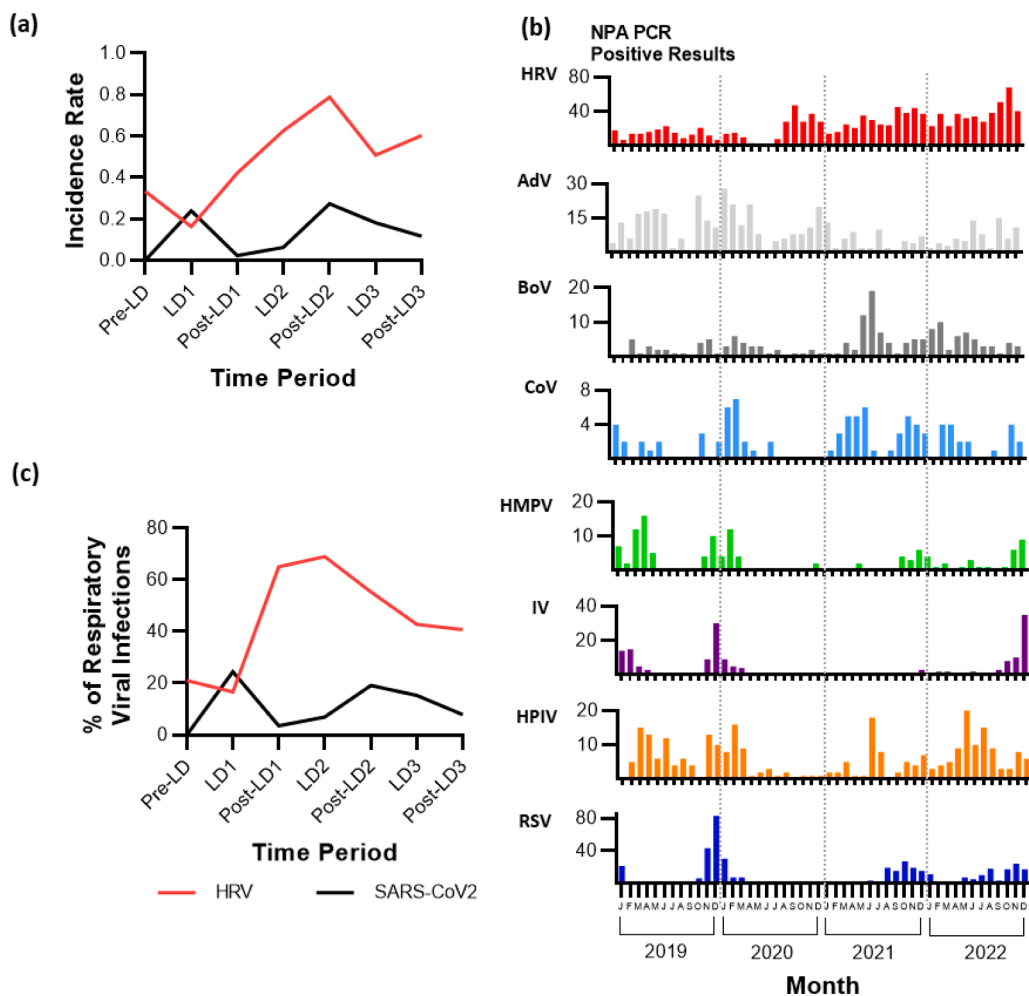 (a)
1.0
0.8
0.6
0.4
0.2
0.0
Incidence Rate
Pre-LD
LD1
Post-LD1
LD2
Post-LD2
LD3
Post-LD3
Time Period
(c)
80
60
40
20
0
% of Respiratory
Viral Infections
Pre-LD
LD1
Post-LD1
LD2
Post-LD2
LD3
Post-LD3
Time Period
HRV
SARS-CoV2
(b)
NPA PCR
Positive Results
HRV
80
40
AdV
30
15
BoV
20
10
CoV
8
4
HMPV
20
10
IV
40
20
HPIV
20
10
RSV
80
40
J F M A M J J A S O N D J F M A M J J A S O N D J F M A M J J A S O N D J F M A M J J A S O N D
2019
2020
2021
2022
Month